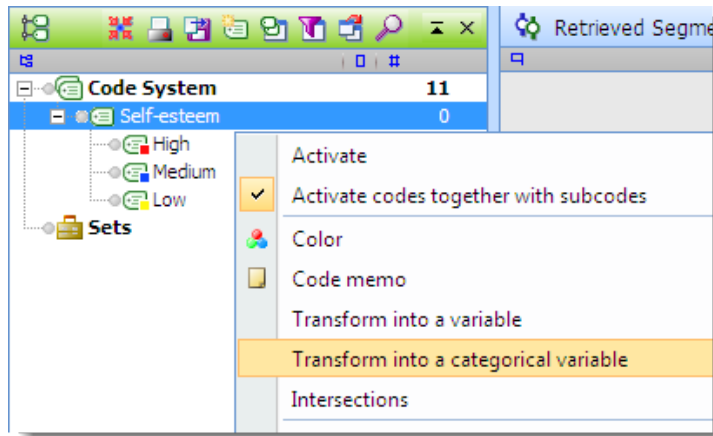 Retrieved Segme
#
Code System 11
Self-esteem 0
High
Medium
Low
Sets
Activate
Activate codes together with subcodes
Color
Code memo
Transform into a variable
Transform into a categorical variable
Intersections